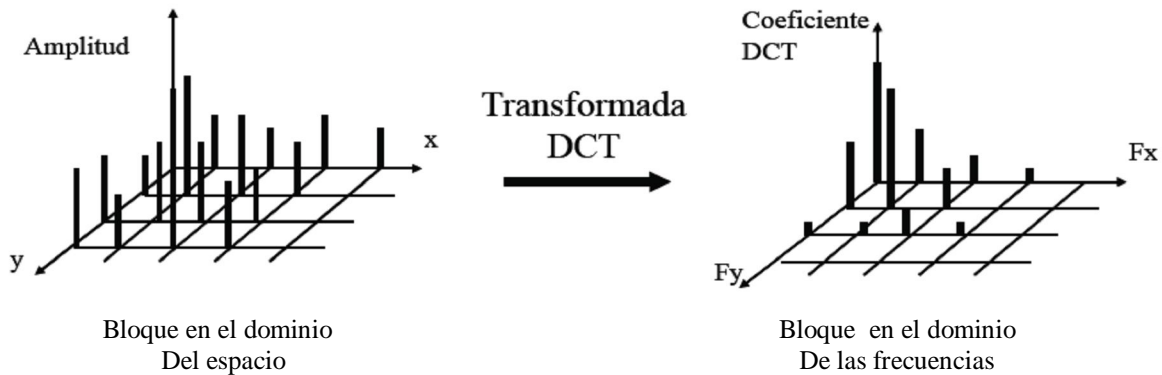 Amplitud
x
y
Transformada
DCT
Coeficiente
DCT
Fx
Fy
Bloque en el dominio
Del espacio
Bloque en el dominio
De las frecuencias